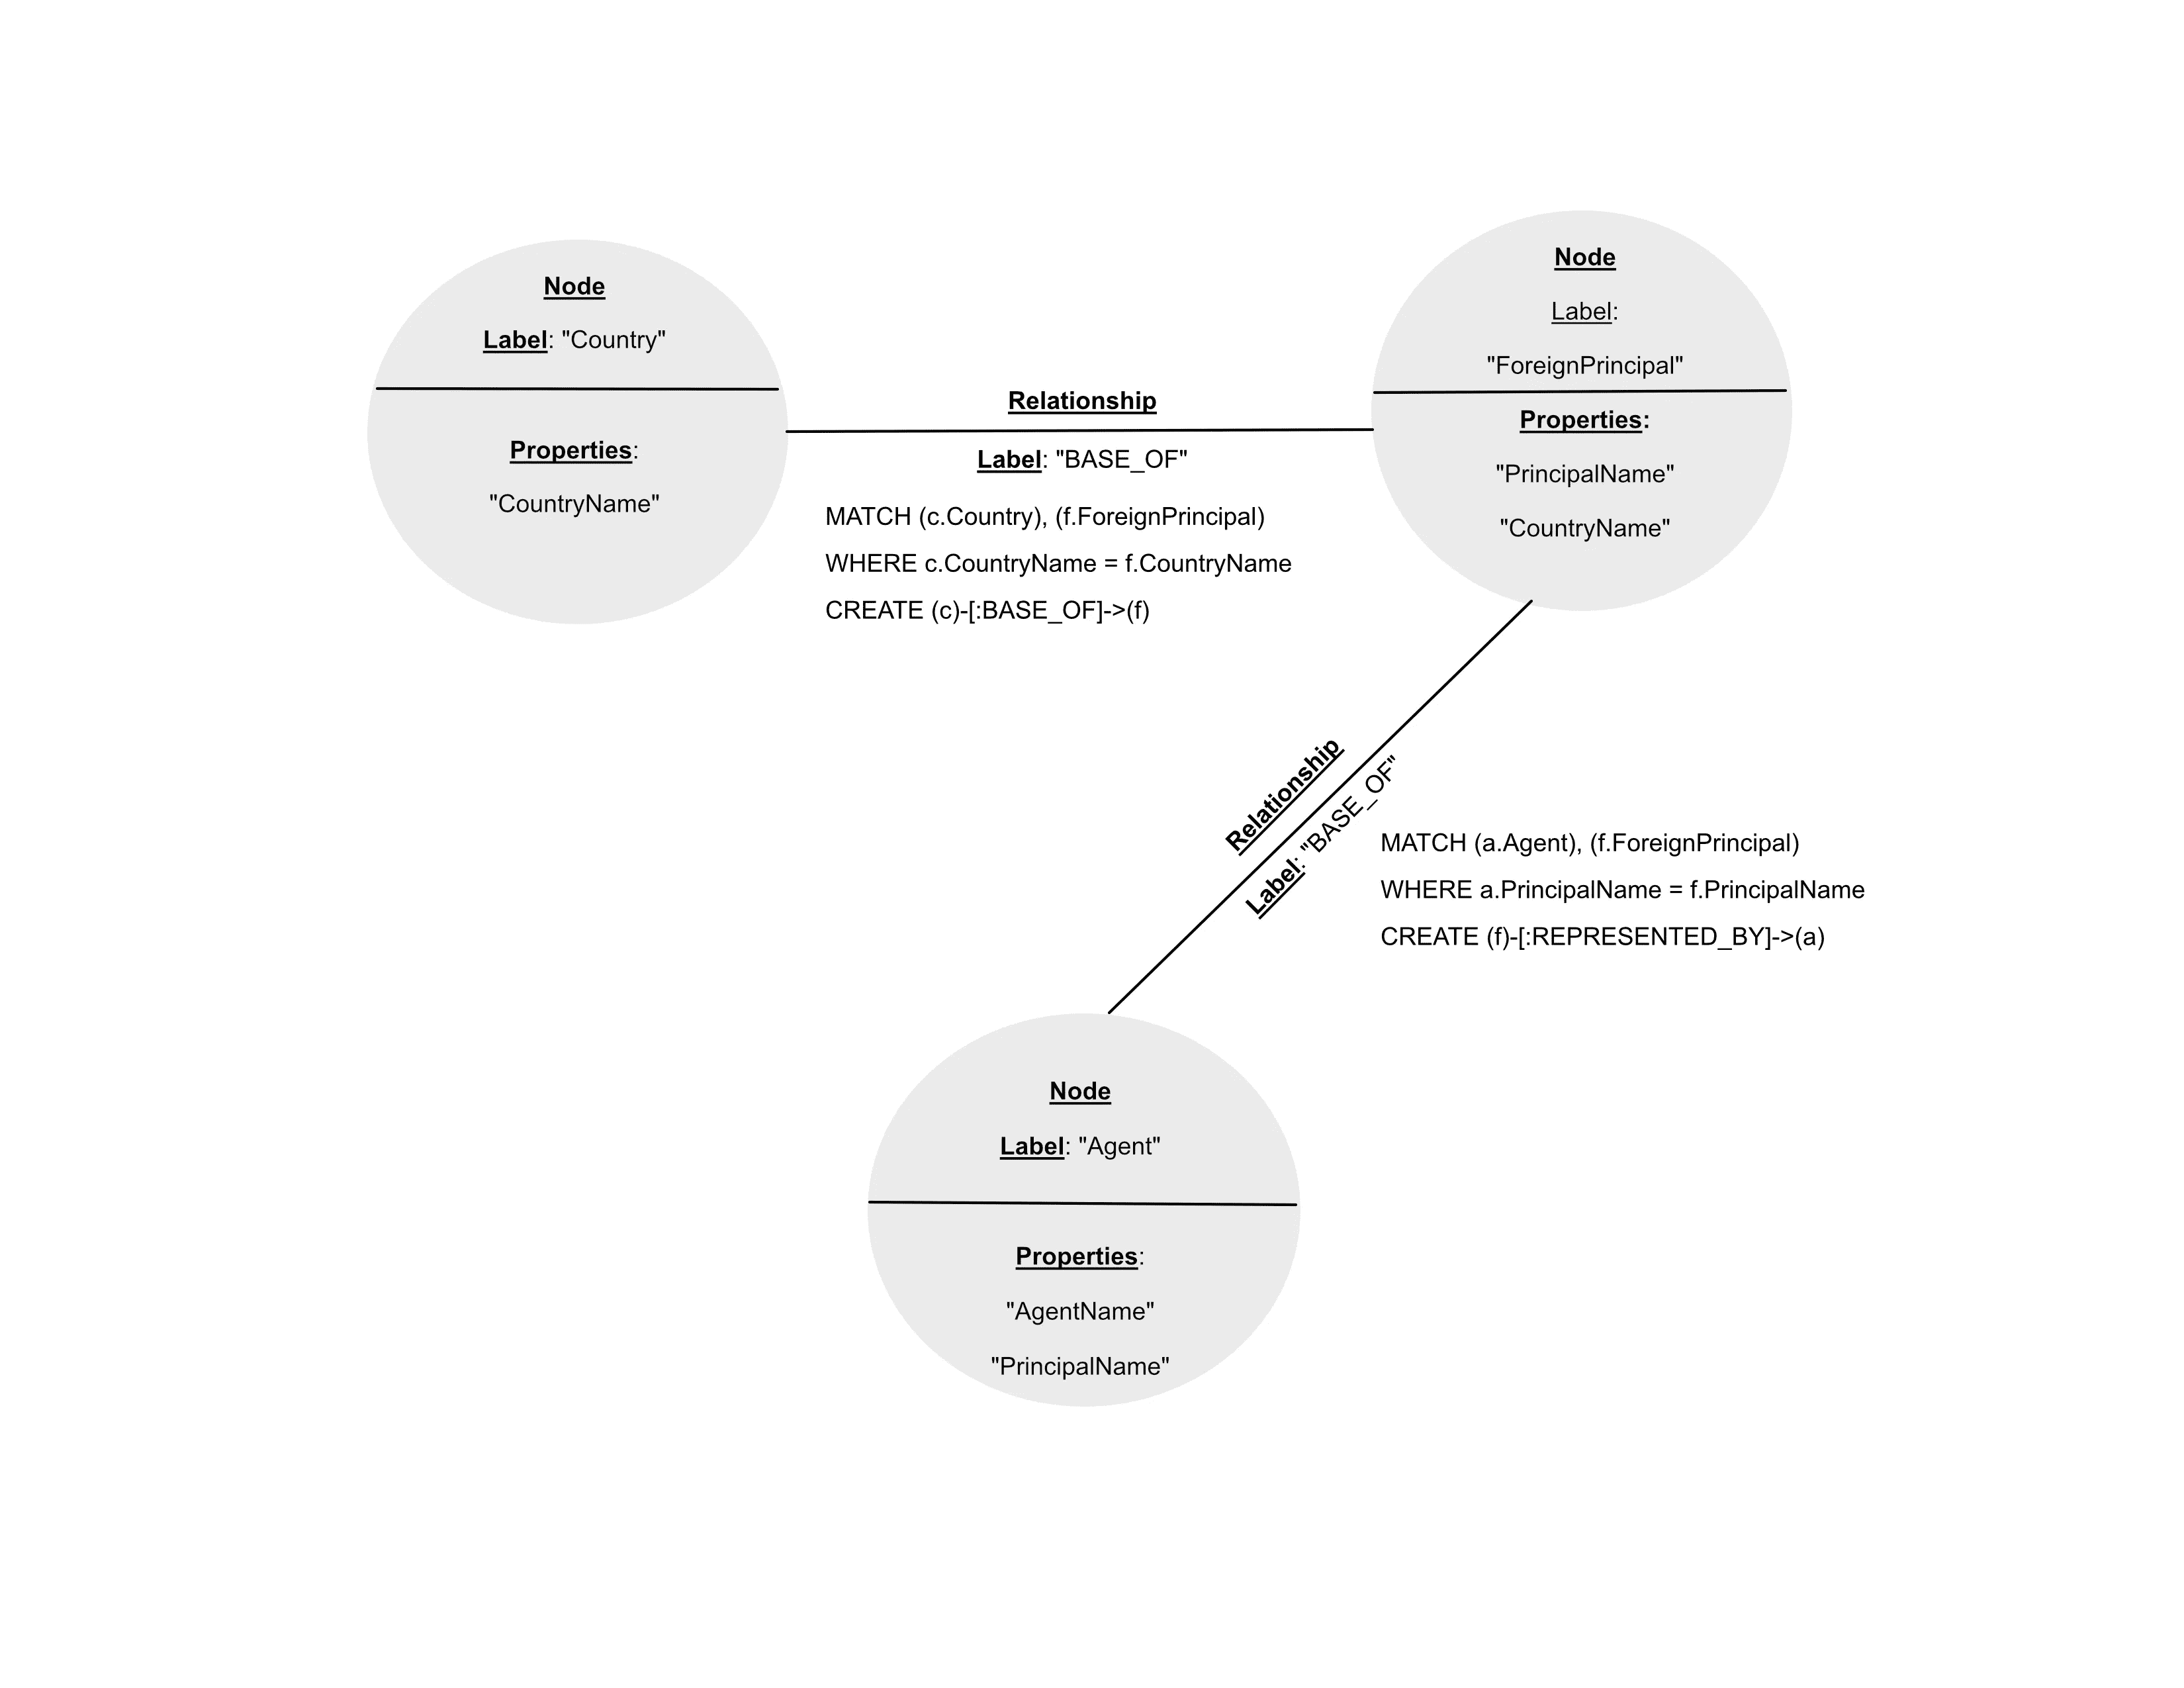 Node
Label: "Country"
Properties:
"CountryName"
Relationship
Label: "BASE_OF"
MATCH (c.Country), (f.ForeignPrincipal)
WHERE c.CountryName = f.CountryName
CREATE (c)-[:BASE_OF]->(f)
Node
Label:
"ForeignPrincipal"
Properties:
"PrincipalName"
"CountryName"
Relationship
Label: "BASE_OF"
MATCH (a.Agent), (f.ForeignPrincipal)
WHERE a.PrincipalName = f.PrincipalName
CREATE (f)-[:REPRESENTED_BY]->(a)
Node
Label: "Agent"
Properties:
"AgentName"
"PrincipalName"